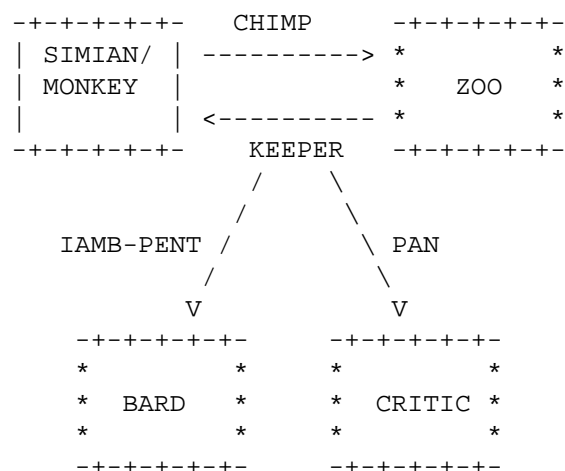 CHIMP
SIMIAN/
MONKEY ZOO
KEEPER
IAMB-PENT PAN
BARD CRITIC